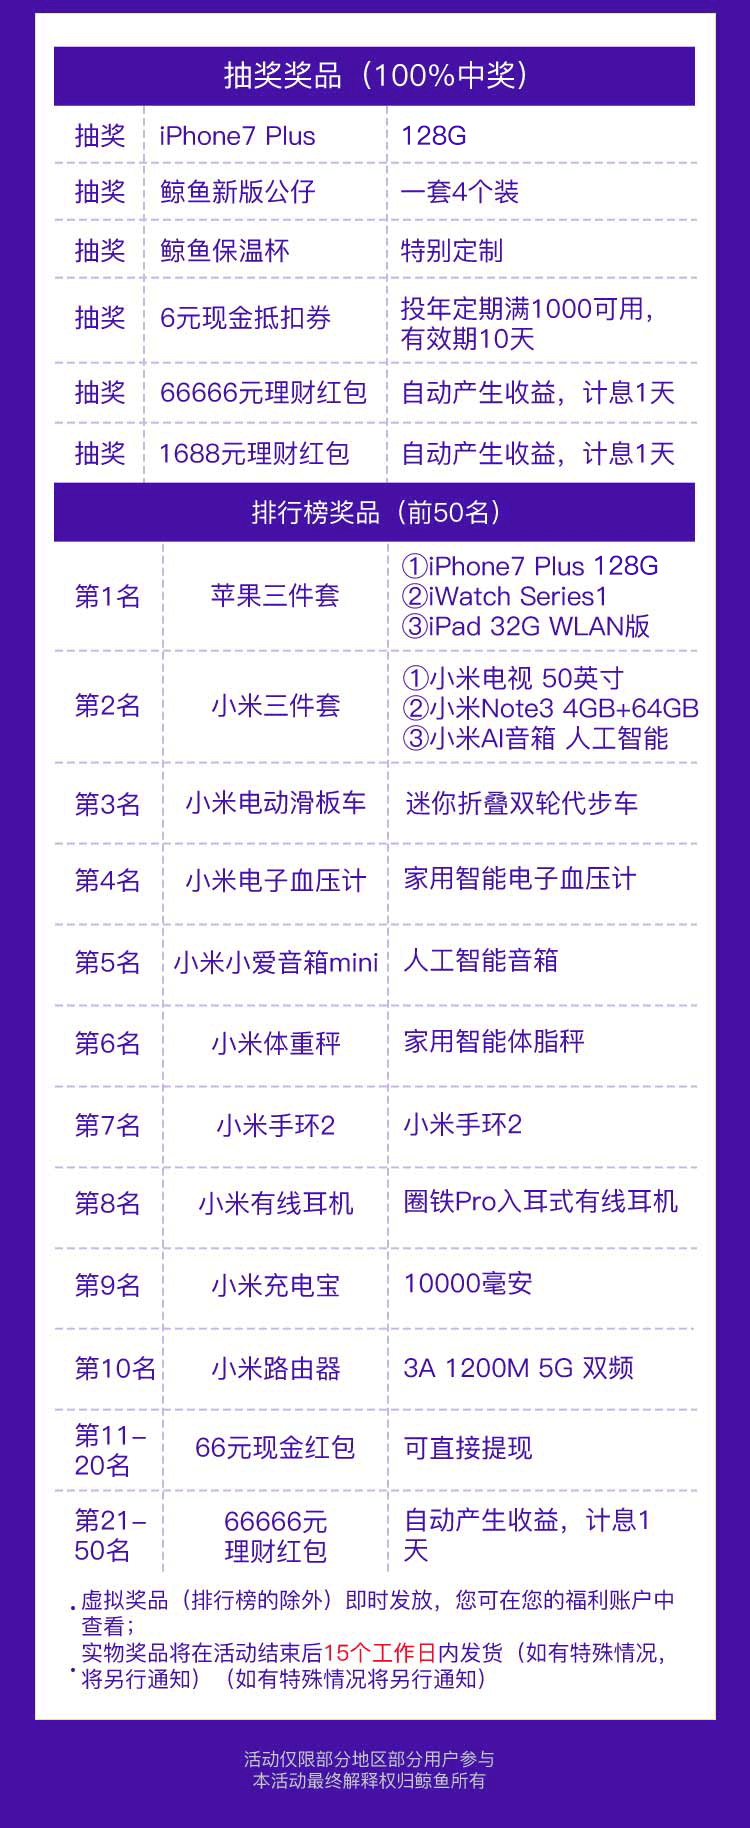 抽奖奖品（100%中奖）
抽奖 iPhone7 Plus 128G
抽奖 鲸鱼新版公仔 一套4个装
抽奖 鲸鱼保温杯 特别定制
抽奖 6元现金抵扣券 投年定期满1000可用，
有效期10天
抽奖 66666元理财红包 自动产生收益，计息1天
抽奖 1688元理财红包 自动产生收益，计息1天
排行榜奖品（前50名）
第1名 苹果三件套 ①iPhone7 Plus 128G
②iWatch Series1
③iPad 32G WLAN版
第2名 小米三件套 ①小米电视 50英寸
②小米Note3 4GB+64GB
③小米AI音箱 人工智能
第3名 小米电动滑板车 迷你折叠双轮代步车
第4名 小米电子血压计 家用智能电子血压计
第5名 小米小爱音箱mini 人工智能音箱
第6名 小米体重秤 家用智能体脂秤
第7名 小米手环2 小米手环2
第8名 小米有线耳机 圈铁Pro入耳式有线耳机
第9名 小米充电宝 10000毫安
第10名 小米路由器 3A 1200M 5G 双频
第11-
20名 66元现金红包 可直接提现
第21-
50名 66666元
理财红包 自动产生收益，计息1
天
· 虚拟奖品（排行榜的除外）即时发放，您可在您的福利账户中
查看；
· 实物奖品将在活动结束后15个工作日内发货（如有特殊情况，
将另行通知）（如有特殊情况将另行通知）
活动仅限部分地区部分用户参与
本活动最终解释权归鲸鱼所有